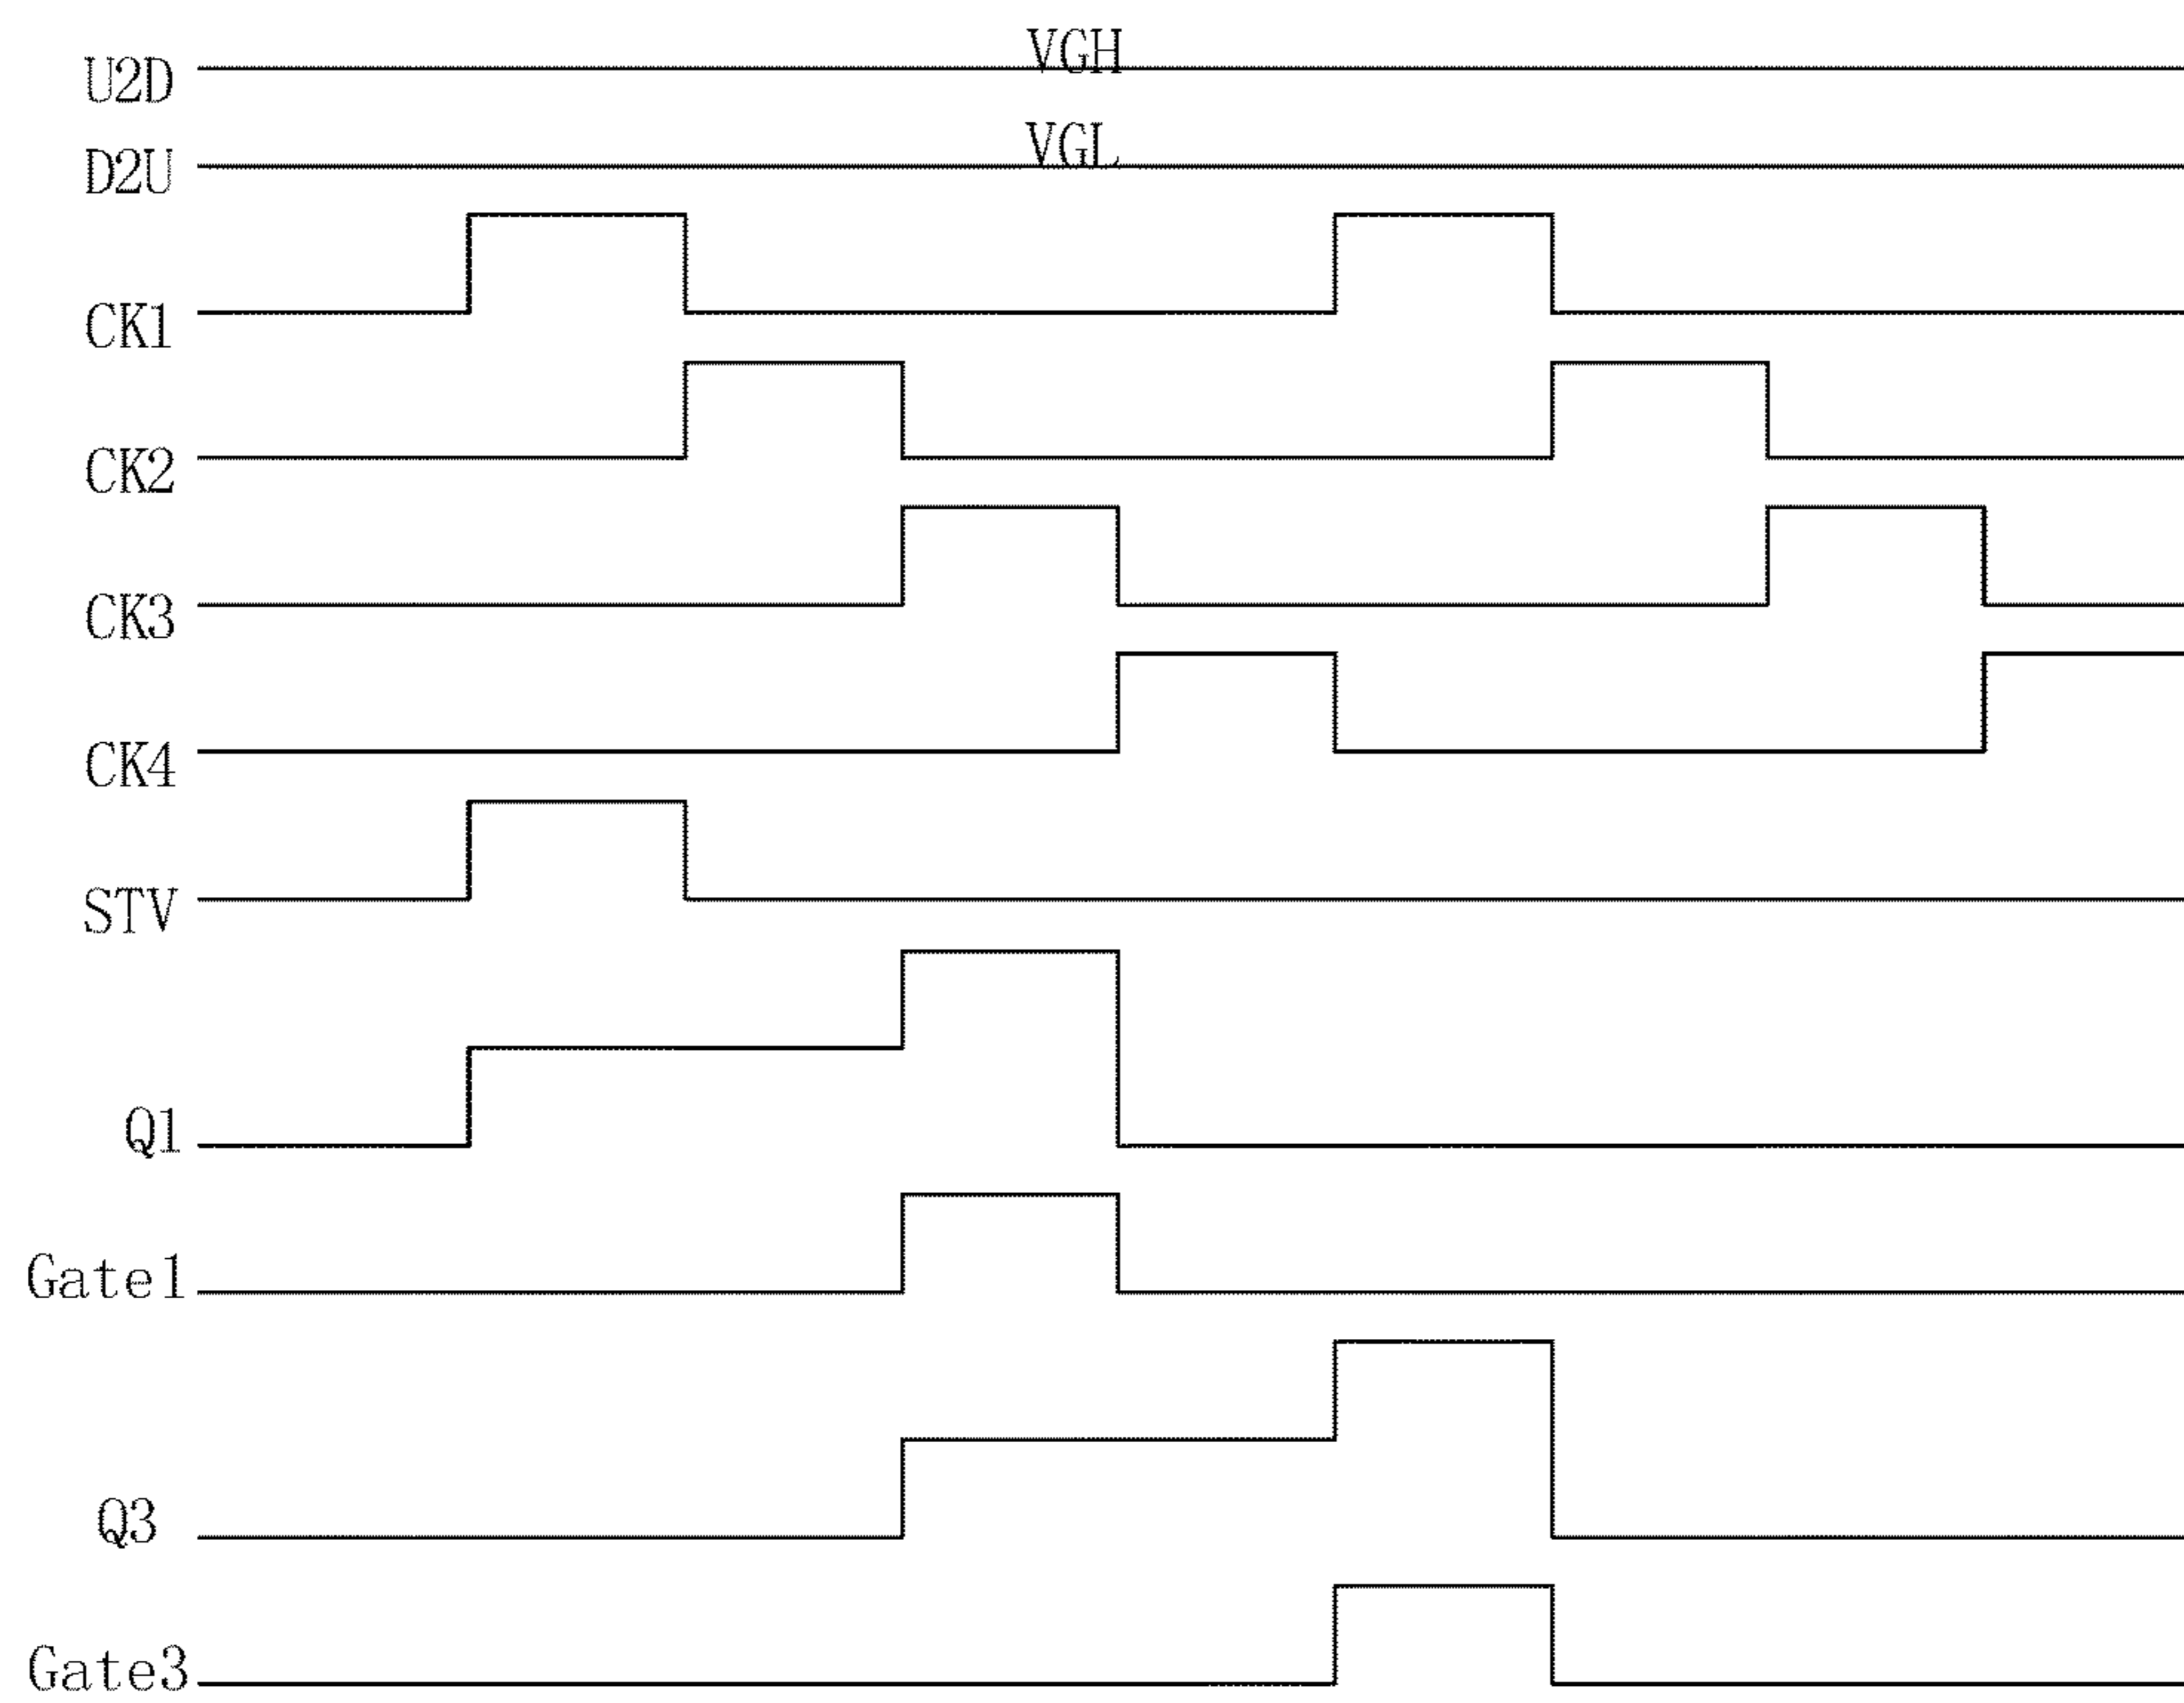 VGH
U2D
VGL
D2U
CK1
CK2
CK3
CK4
STV
Q1
Gate1
Q3
Gate3